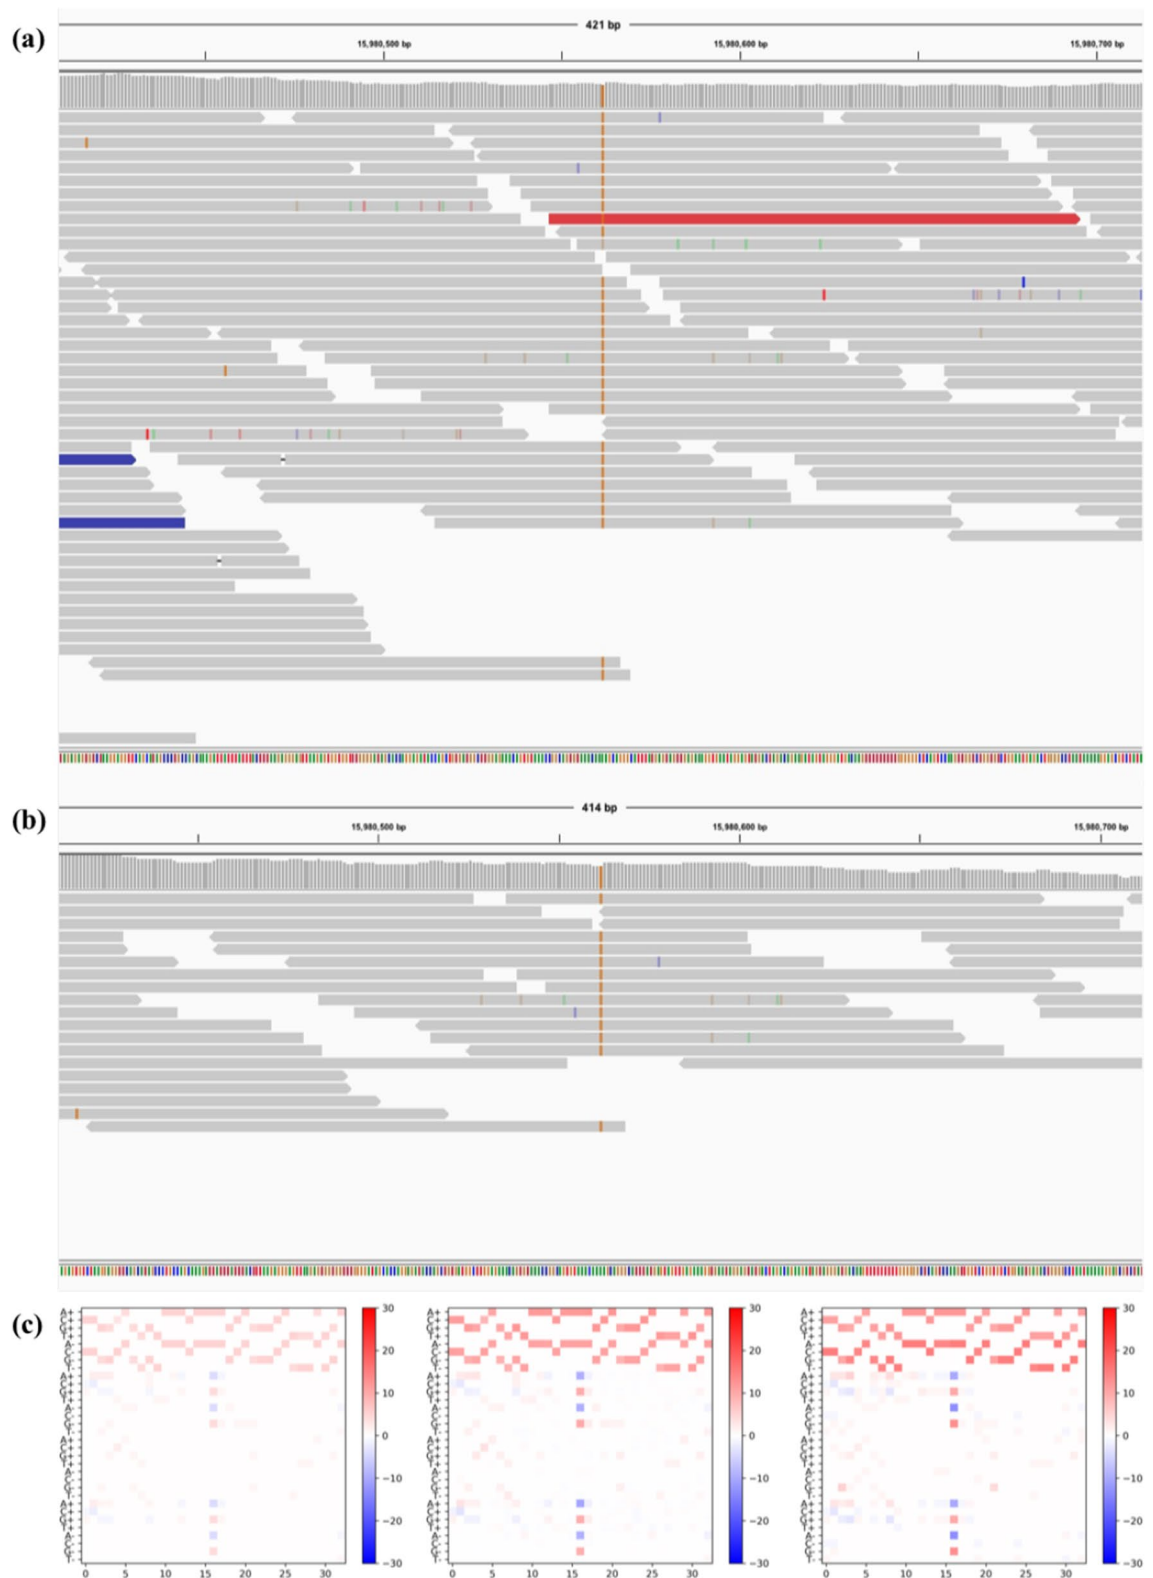 (a)
421 bp
15,980,500 bp 15,980,600 bp 15,980,700 bp
(b)
414 bp
15,980,500 bp 15,980,600 bp 15,980,700 bp
(c)
A+ A+ A+
C+ C+ C+
G+ G+ G+
T+ T+ T+
A- A- A-
C- C- C-
G- G- G-
T- T- T-
A+ A+ A+
C+ C+ C+
G+ G+ G+
T+ T+ T+
A- A- A-
C- C- C-
G- G- G-
T- T- T-
A+ A+ A+
C+ C+ C+
G+ G+ G+
T+ T+ T+
A- A- A-
C- C- C-
G- G- G-
T- T- T-
A+ A+ A+
C+ C+ C+
G+ G+ G+
T+ T+ T+
A- A- A-
C- C- C-
G- G- G-
T- T- T-
30 30 30
20 20 20
10 10 10
0 0 0
−10 −10 −10
−20 −20 −20
−30 −30 −30
0 5 10 15 20 25 30 0 5 10 15 20 25 30 0 5 10 15 20 25 30